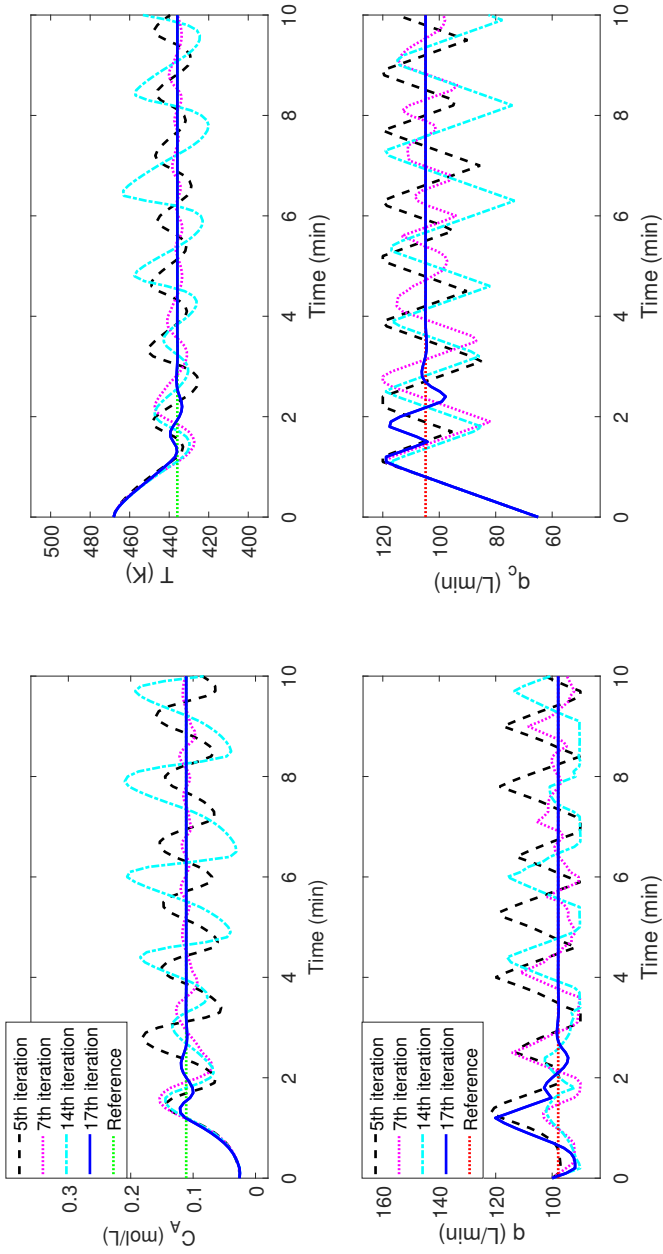 5th iteration
7th iteration
14th iteration
17th iteration
Reference
C_A (mol/L)
0.3
0.2
0.1
0
0 2 4 6 8 10
Time (min)
T (K)
500
480
460
440
420
400
0 2 4 6 8 10
Time (min)
5th iteration
7th iteration
14th iteration
17th iteration
Reference
q (L/min)
160
140
120
100
0 2 4 6 8 10
Time (min)
q_c (L/min)
120
100
80
60
0 2 4 6 8 10
Time (min)